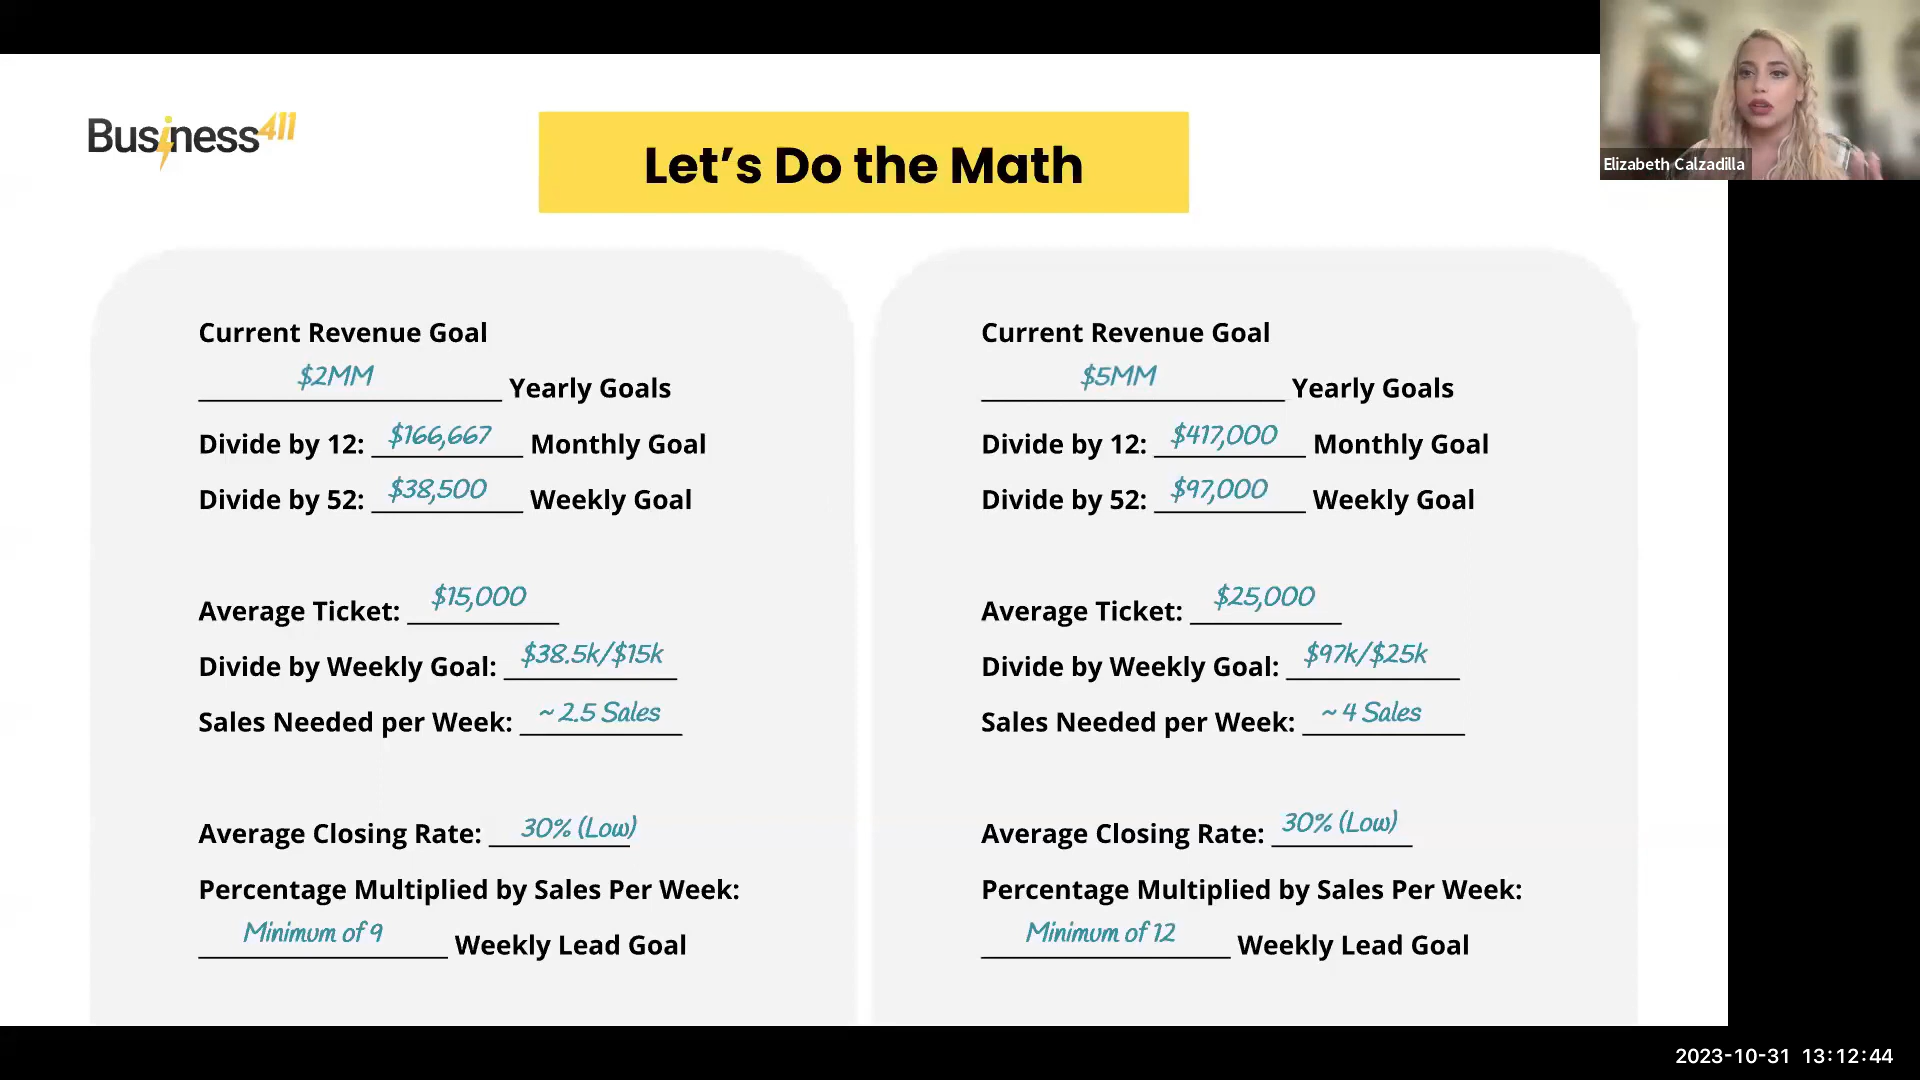 Business411
Let's Do the Math
Elizabeth Calzadilla
Current Revenue Goal
$2MM Yearly Goals
Divide by 12: $166,667 Monthly Goal
Divide by 52: $38,500 Weekly Goal
Average Ticket: $15,000
Divide by Weekly Goal: $38.5k/$15k
Sales Needed per Week: ~ 2.5 Sales
Average Closing Rate: 30% (Low)
Percentage Multiplied by Sales Per Week:
Minimum of 9 Weekly Lead Goal
Current Revenue Goal
$5MM Yearly Goals
Divide by 12: $417,000 Monthly Goal
Divide by 52: $97,000 Weekly Goal
Average Ticket: $25,000
Divide by Weekly Goal: $97k/$25k
Sales Needed per Week: ~ 4 Sales
Average Closing Rate: 30% (Low)
Percentage Multiplied by Sales Per Week:
Minimum of 12 Weekly Lead Goal
2023-10-31 13:12:44